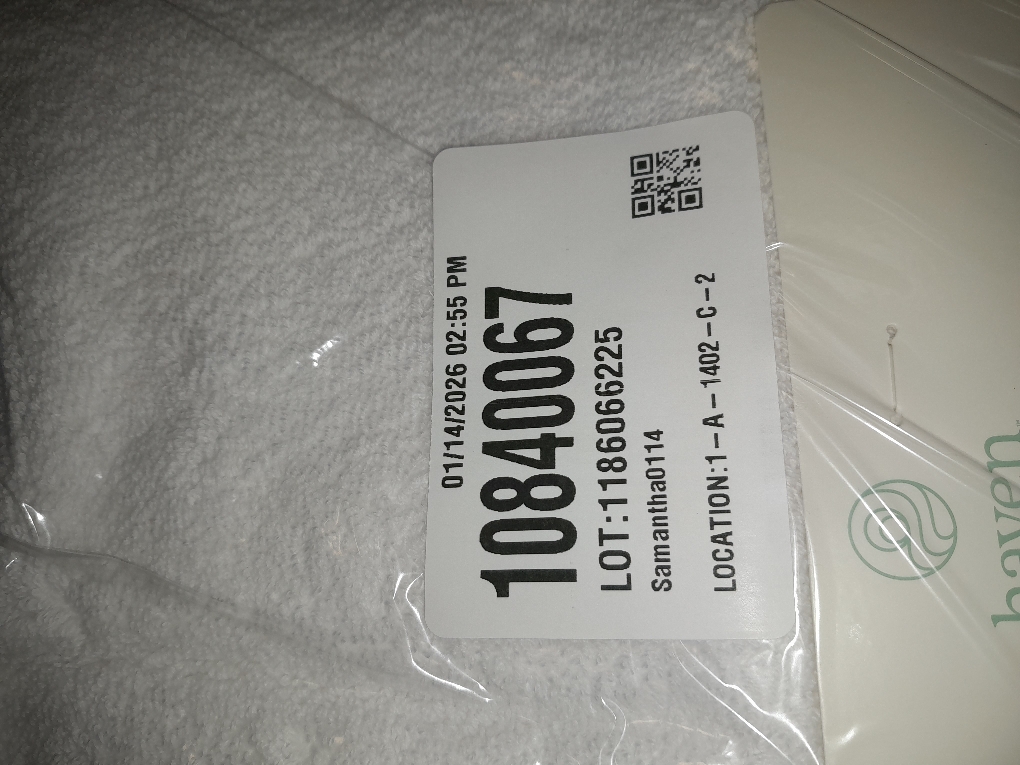 01/14/2026 02:55 PM
10840067
LOT:1186066225
Samantha0114
LOCATION:1-A-1402-C-2
haven